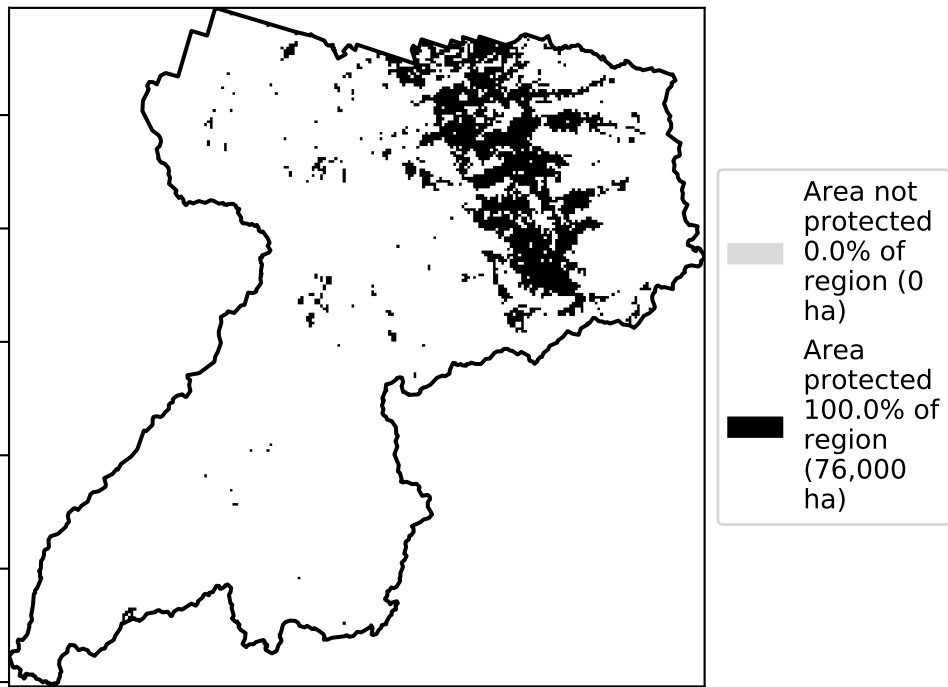 Area not
protected
0.0% of
region (0
ha)
Area
protected
100.0% of
region
(76,000
ha)